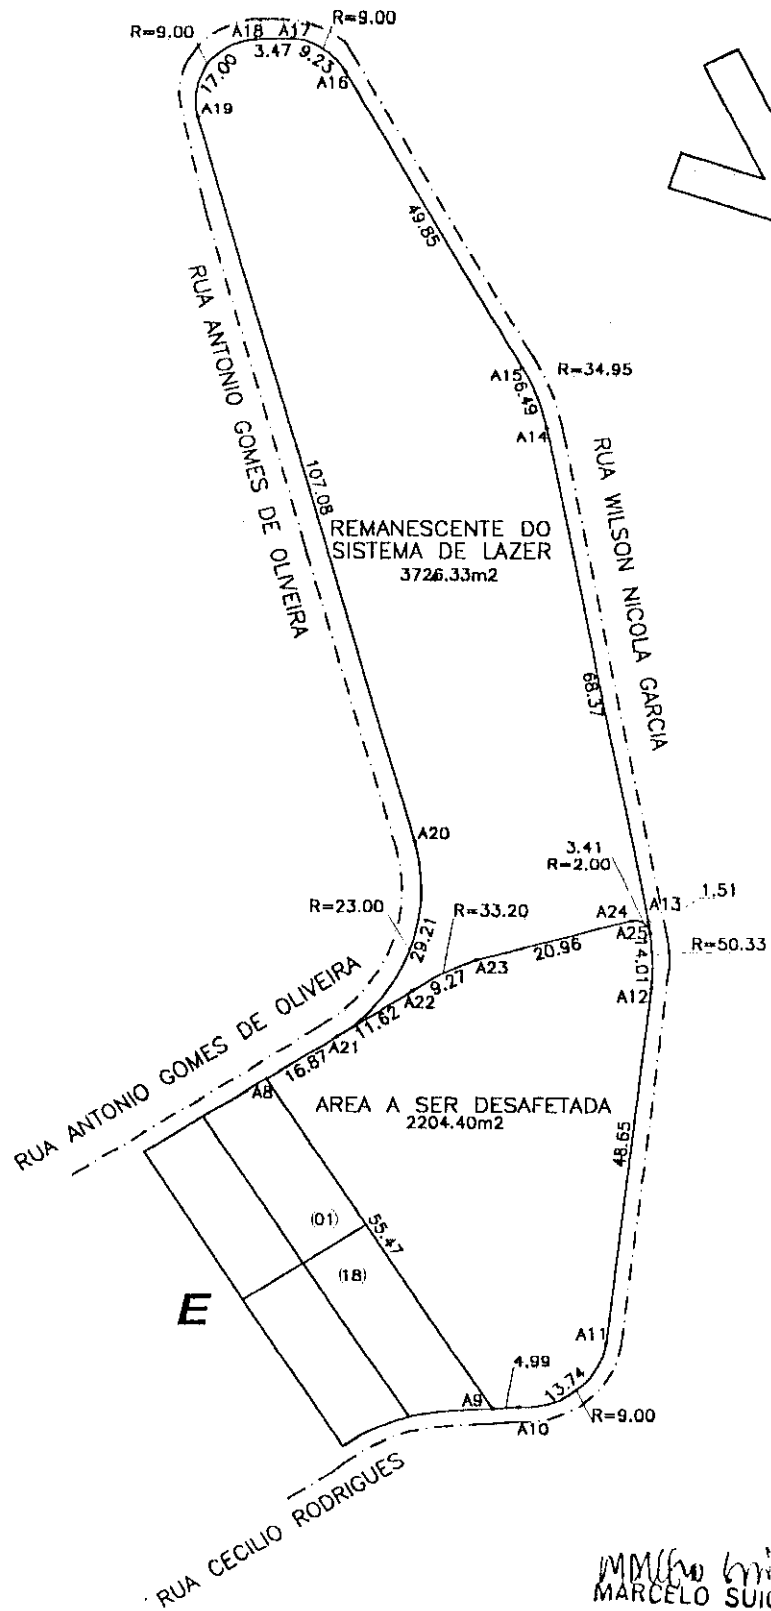 R=9.00
A18
A17
R=9.00
17.00
3.47
9.23
A16
A19
49.85
RUA ANTONIO GOMES DE OLIVEIRA
A15
R=34.95
6.49
A14
RUA WILSON NICOLA GARCIA
107.08
REMANESCENTE DO
SISTEMA DE LAZER
3726.33m2
68.37
A20
3.41
R=2.00
A13
1.51
R=23.00
R=33.20
A24
A25
29.21
20.96
14.01
R=50.33
A23
9.27
A22
A12
RUA ANTONIO GOMES DE OLIVEIRA
11.62
A21
16.87
A8
AREA A SER DESAFETADA
2204.40m2
48.65
(01)
55.47
(18)
E
A11
4.99
13.74
A9
A10
R=9.00
RUA CECILIO RODRIGUES
MARCELO